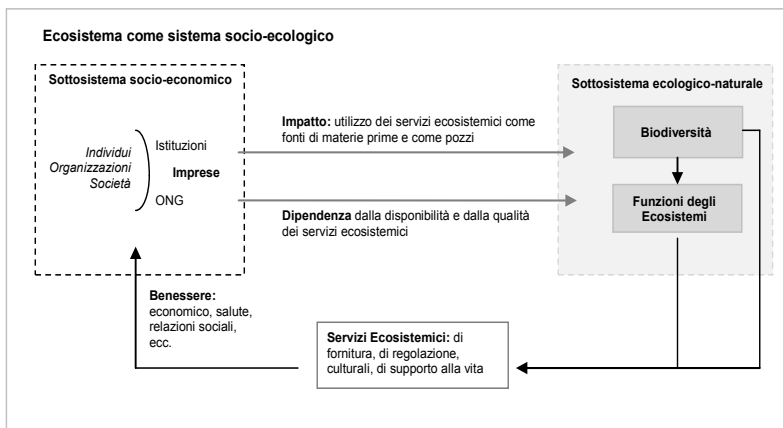 Ecosistema come sistema socio-ecologico
Sottosistema socio-economico
Individui
Organizzazioni
Società
Istituzioni
Imprese
ONG
Impatto: utilizzo dei servizi ecosistemici come
fonti di materie prime e come pozzi
Dipendenza dalla disponibilità e dalla qualità
dei servizi ecosistemici
Sottosistema ecologico-naturale
Biodiversità
Funzioni degli
Ecosistemi
Benessere:
economico, salute,
relazioni sociali,
ecc.
Servizi Ecosistemici: di
fornitura, di regolazione,
culturali, di supporto alla vita